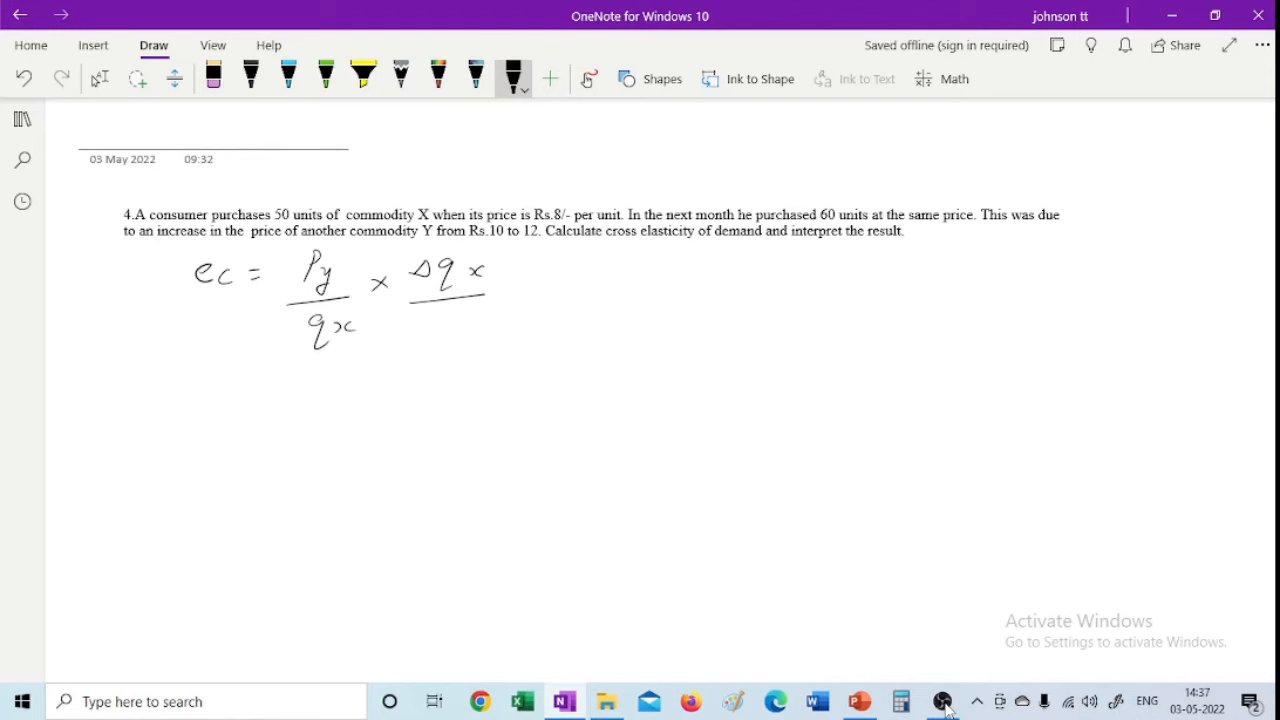 OneNote for Windows 10
johnson tt
Home Insert Draw View Help
Saved offline (sign in required) Share
Shapes Ink to Shape Ink to Text Math
03 May 2022 09:32
4.A consumer purchases 50 units of commodity X when its price is Rs.8/- per unit. In the next month he purchased 60 units at the same price. This was due
to an increase in the price of another commodity Y from Rs.10 to 12. Calculate cross elasticity of demand and interpret the result.
ec = Py × Δqx
qx
Activate Windows
Go to Settings to activate Windows.
Type here to search
ENG
14:37
03-05-2022
2